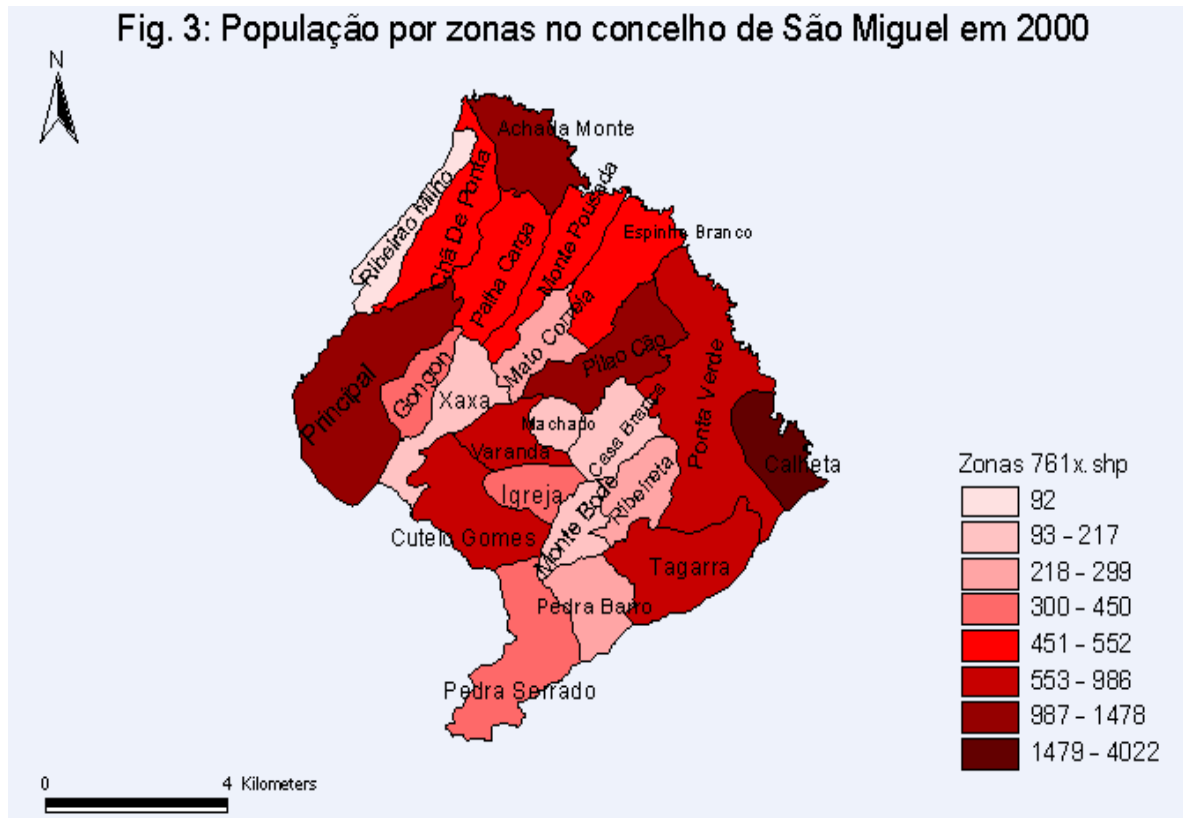 Fig. 3: População por zonas no concelho de São Miguel em 2000
N
Achada Monte
Ribeirao Milho
Chã De Ponta
Palha Carga
Monte Pousada
Espinho Branco
Mato Correia
Pilao Cão
Principal
Gongon
Xaxa
Machado
Casa Branca
Ponta Verde
Calheta
Varanda
Igreja
Monte Bode
Ribeireta
Cutelo Gomes
Tagarra
Pedra Barro
Pedra Serrado
Zonas 761x.shp
92
93 - 217
218 - 299
300 - 450
451 - 552
553 - 986
987 - 1478
1479 - 4022
0 4 Kilometers